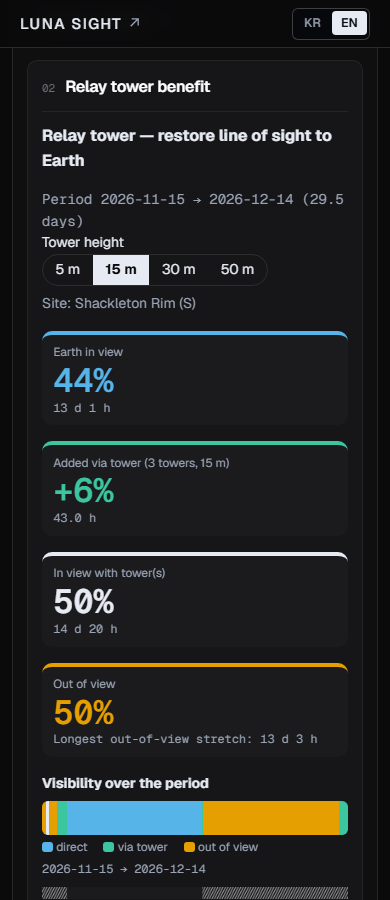 LUNA SIGHT ↗
KR EN
02 Relay tower benefit
Relay tower — restore line of sight to
Earth
Period 2026-11-15 → 2026-12-14 (29.5
days)
Tower height
5 m 15 m 30 m 50 m
Site: Shackleton Rim (S)
Earth in view
44%
13 d 1 h
Added via tower (3 towers, 15 m)
+6%
43.0 h
In view with tower(s)
50%
14 d 20 h
Out of view
50%
Longest out-of-view stretch: 13 d 3 h
Visibility over the period
direct via tower out of view
2026-11-15 → 2026-12-14